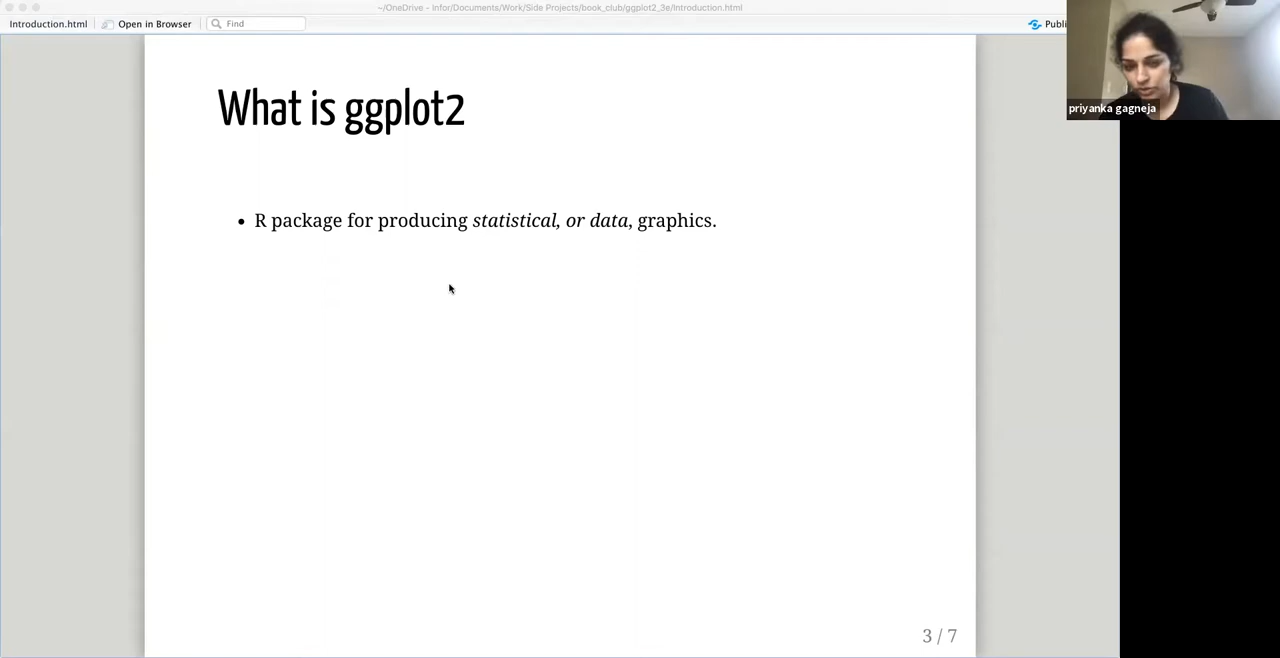 ~/OneDrive - Infor/Documents/Work/Side Projects/book_club/ggplot2_3e/Introduction.html
Introduction.html
Open in Browser
Find
Publi
priyanka gagneja
What is ggplot2
• R package for producing statistical, or data, graphics.
3 / 7